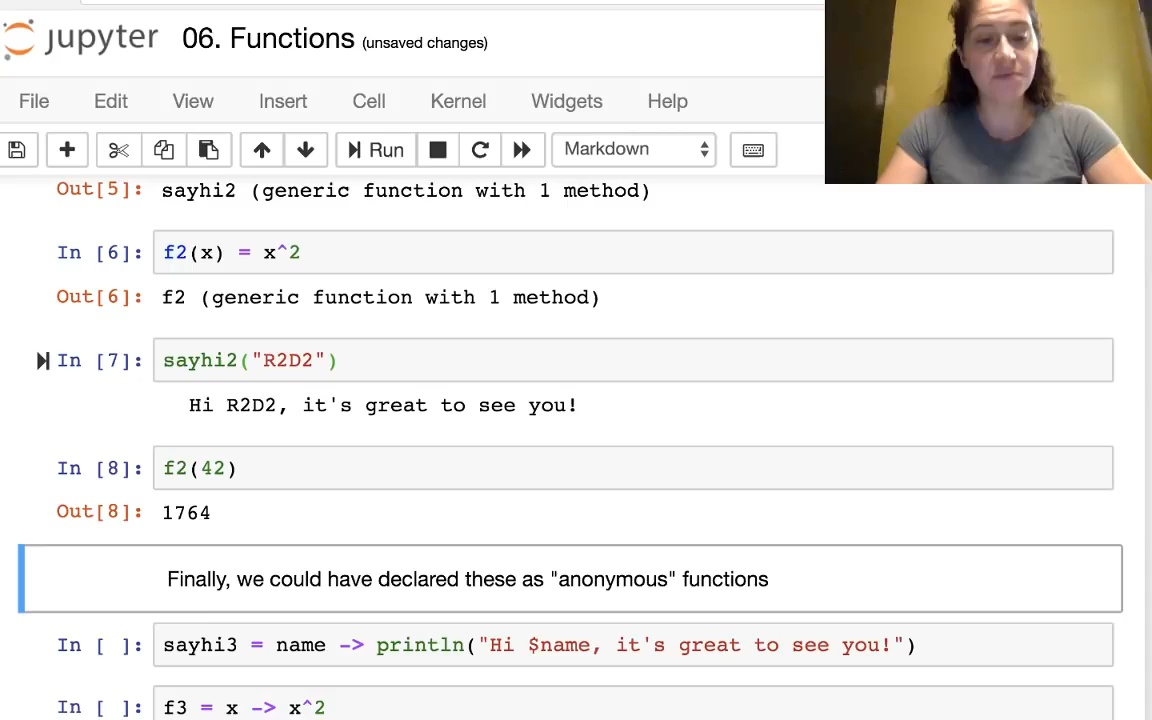 jupyter 06. Functions (unsaved changes)
File Edit View Insert Cell Kernel Widgets Help
Run Markdown
Out[5]: sayhi2 (generic function with 1 method)
In [6]: f2(x) = x^2
Out[6]: f2 (generic function with 1 method)
In [7]: sayhi2("R2D2")
Hi R2D2, it's great to see you!
In [8]: f2(42)
Out[8]: 1764
Finally, we could have declared these as "anonymous" functions
In [ ]: sayhi3 = name -> println("Hi $name, it's great to see you!")
In [ ]: f3 = x -> x^2